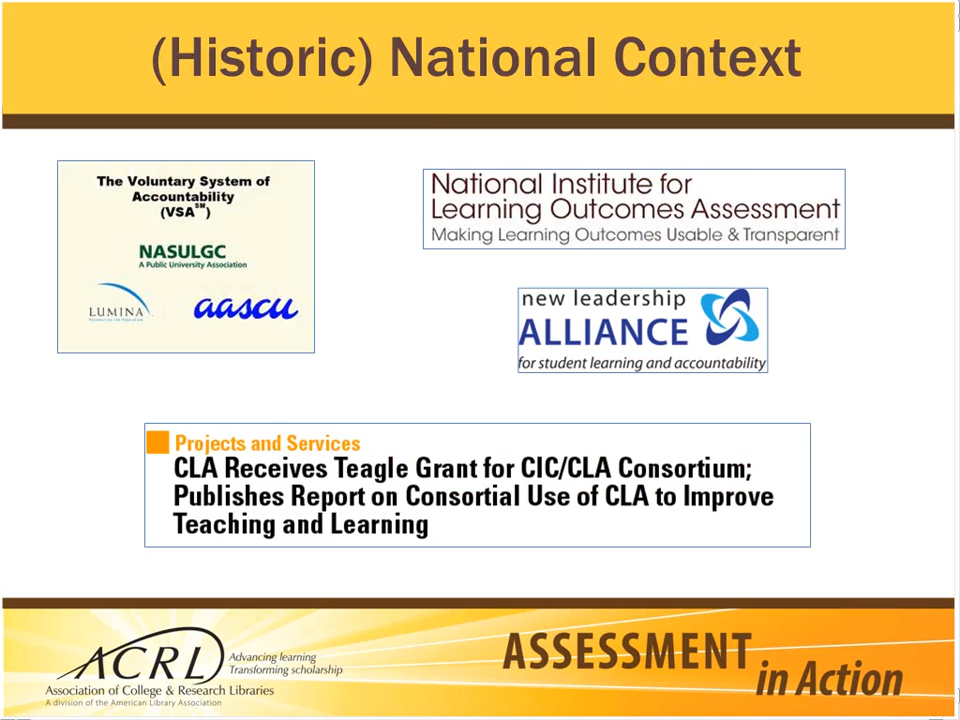 (Historic) National Context
The Voluntary System of
Accountability
(VSA℠)
NASULGC
A Public University Association
LUMINA
aascu
National Institute for
Learning Outcomes Assessment
Making Learning Outcomes Usable & Transparent
new leadership
ALLIANCE
for student learning and accountability
Projects and Services
CLA Receives Teagle Grant for CIC/CLA Consortium;
Publishes Report on Consortial Use of CLA to Improve
Teaching and Learning
ACRL
Advancing learning
Transforming scholarship
Association of College & Research Libraries
A division of the American Library Association
ASSESSMENT
in Action